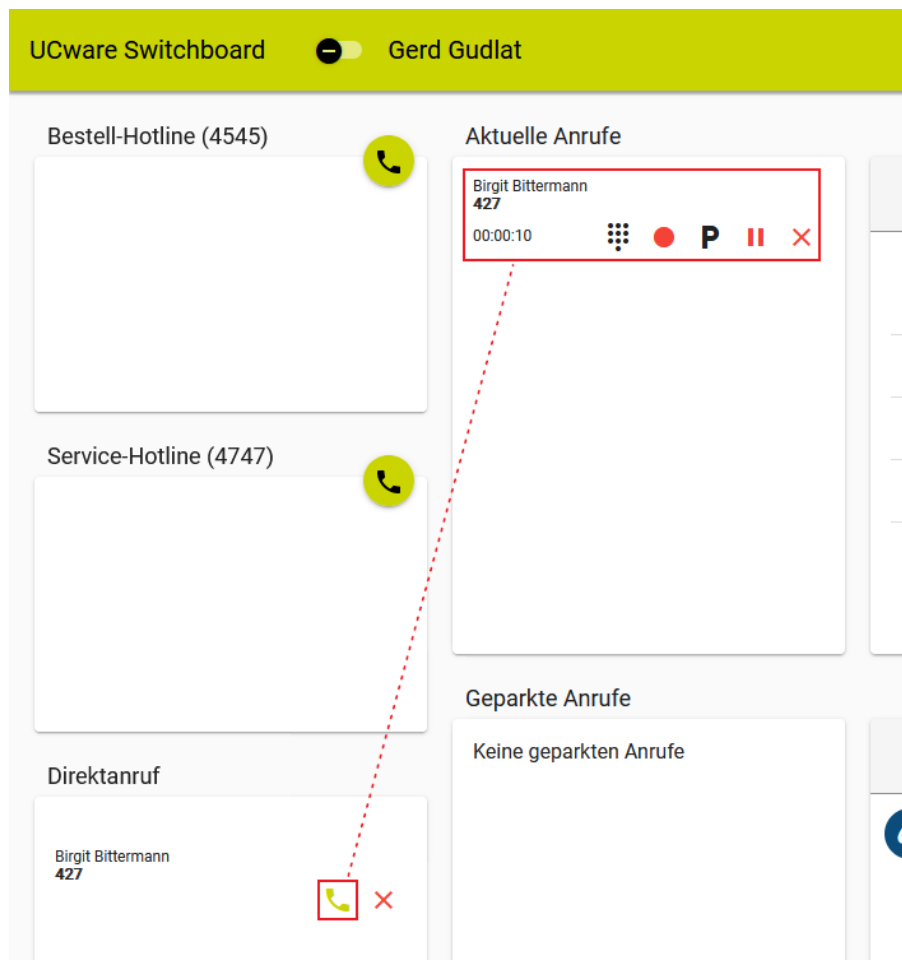 UCware Switchboard
Gerd Gudlat
Bestell-Hotline (4545)
Service-Hotline (4747)
Direktanruf
Birgit Bittermann
427
Aktuelle Anrufe
Birgit Bittermann
427
00:00:10
P
Geparkte Anrufe
Keine geparkten Anrufe